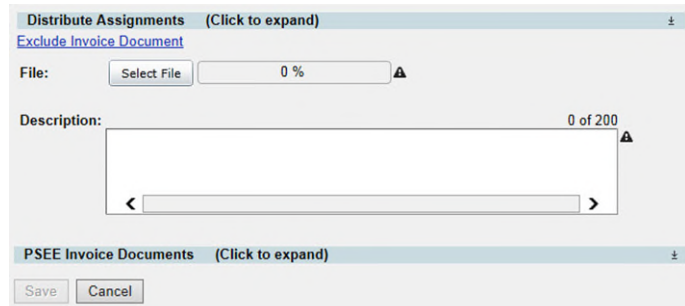 Distribute Assignments (Click to expand)
Exclude Invoice Document
File: Select File 0 %
Description: 0 of 200
PSEE Invoice Documents (Click to expand)
Save Cancel